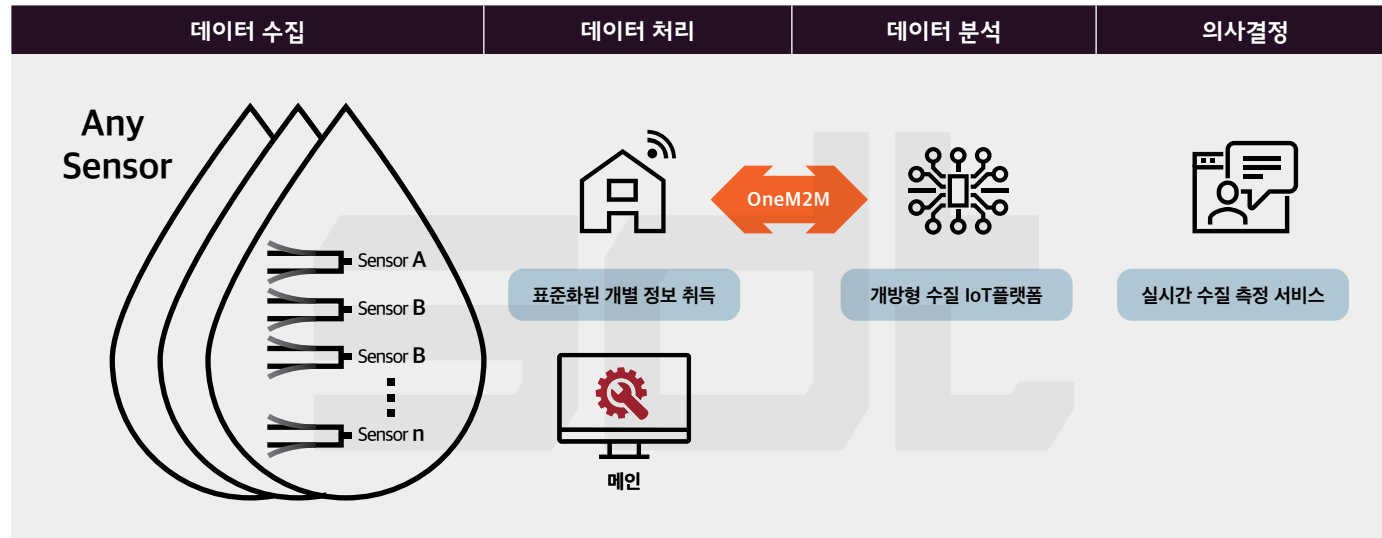 데이터 수집
데이터 처리
데이터 분석
의사결정
Any
Sensor
Sensor A
Sensor B
Sensor B
Sensor n
OneM2M
표준화된 개별 정보 취득
개방형 수질 IoT플랫폼
실시간 수질 측정 서비스
메인